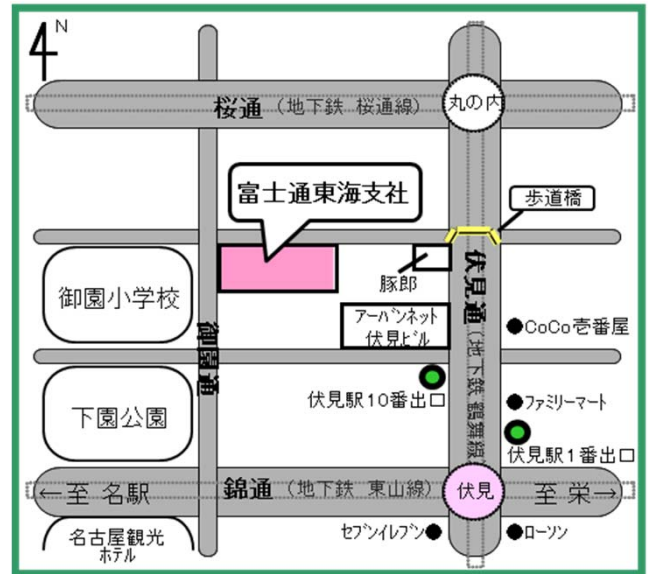 N
桜通 (地下鉄 桜通線)
丸の内
富士通東海支社
歩道橋
御園小学校
豚郎
伏見通 (地下鉄 鶴舞線)
アーバンネット
伏見ビル
●CoCo壱番屋
御園通
下園公園
伏見駅10番出口
●ファミリーマート
伏見駅1番出口
←至 名駅
錦通 (地下鉄 東山線)
伏見
至 栄→
名古屋観光
ホテル
セブンイレブン●
●ローソン